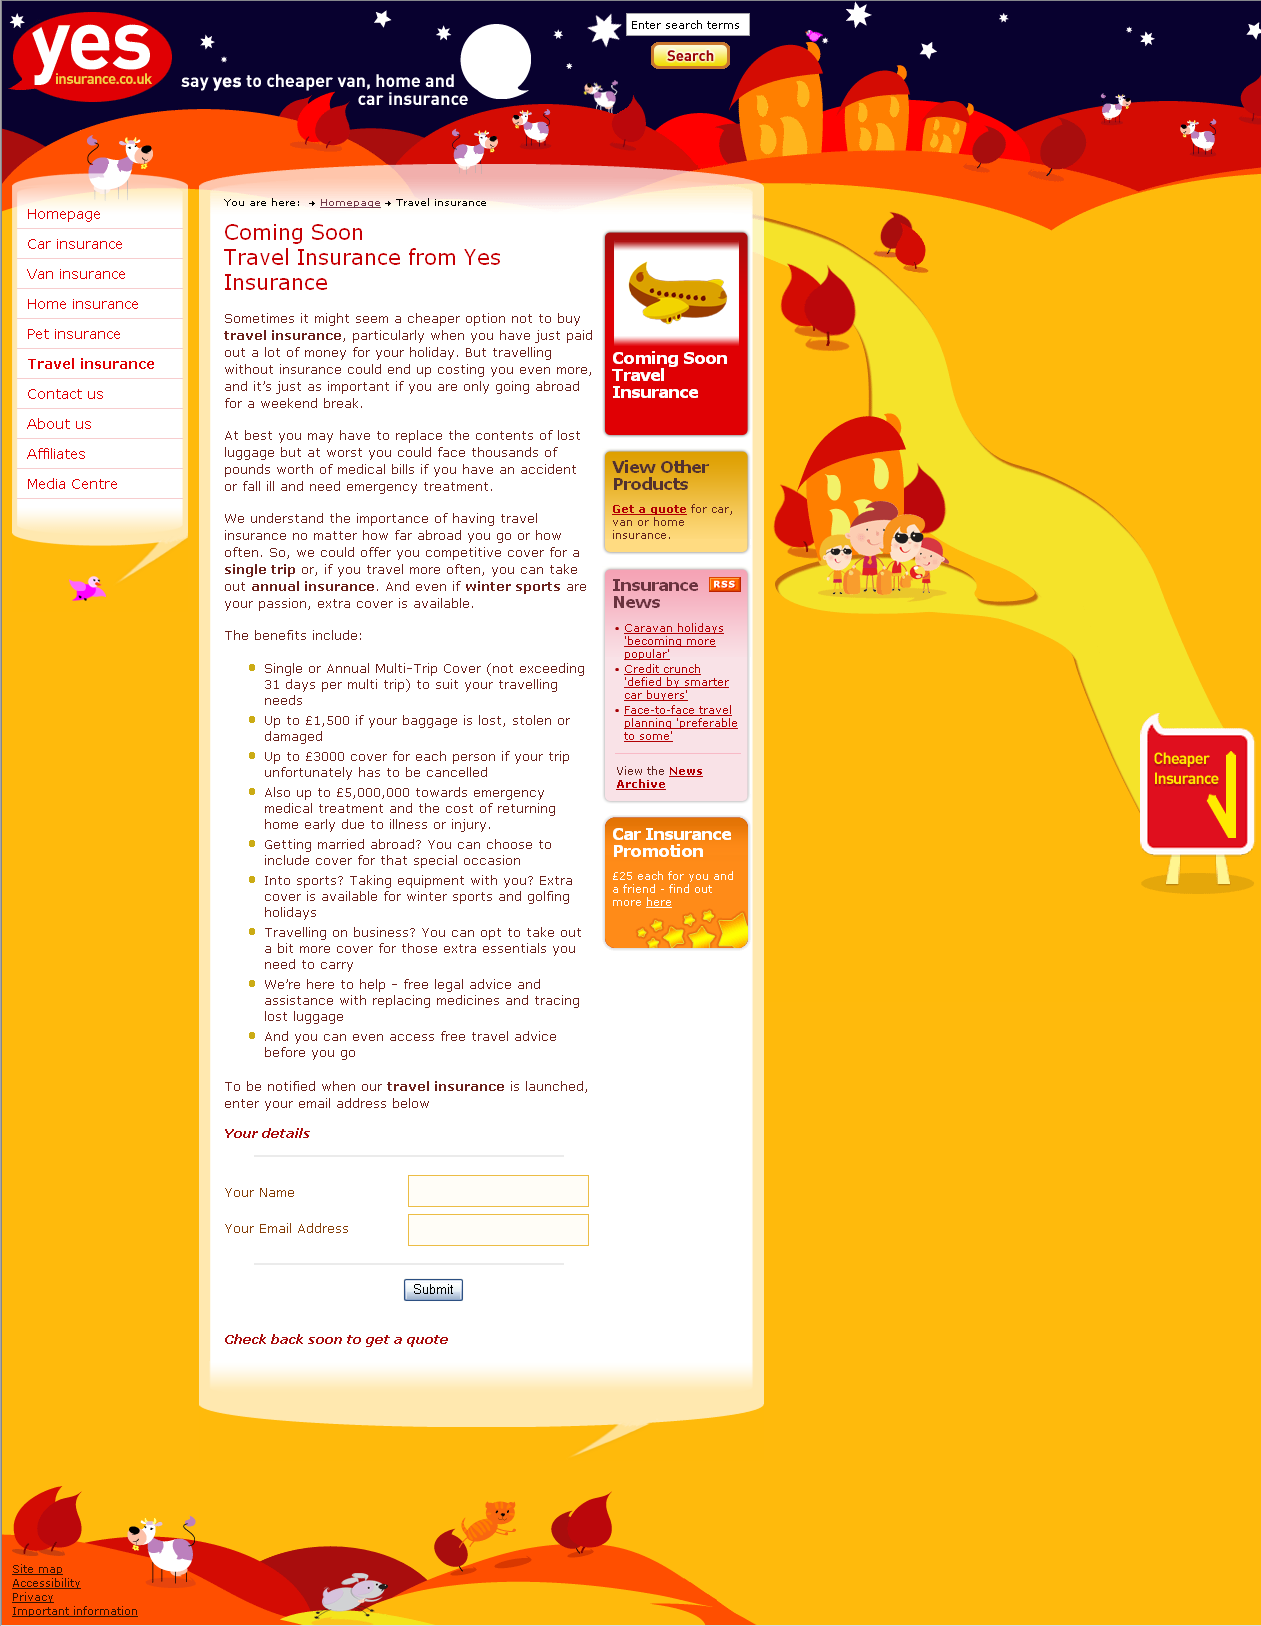 yes
insurance.co.uk
say yes to cheaper van, home and
car insurance
Enter search terms
Search
Homepage
Car insurance
Van insurance
Home insurance
Pet insurance
Travel insurance
Contact us
About us
Affiliates
Media Centre
You are here: Homepage Travel insurance
Coming Soon
Travel Insurance from Yes
Insurance
Sometimes it might seem a cheaper option not to buy
travel insurance, particularly when you have just paid
out a lot of money for your holiday. But travelling
without insurance could end up costing you even more,
and it's just as important if you are only going abroad
for a weekend break.
At best you may have to replace the contents of lost
luggage but at worst you could face thousands of
pounds worth of medical bills if you have an accident
or fall ill and need emergency treatment.
We understand the importance of having travel
insurance no matter how far abroad you go or how
often. So, we could offer you competitive cover for a
single trip or, if you travel more often, you can take
out annual insurance. And even if winter sports are
your passion, extra cover is available.
The benefits include:
Single or Annual Multi-Trip Cover (not exceeding
31 days per multi trip) to suit your travelling
needs
Up to £1,500 if your baggage is lost, stolen or
damaged
Up to £3000 cover for each person if your trip
unfortunately has to be cancelled
Also up to £5,000,000 towards emergency
medical treatment and the cost of returning
home early due to illness or injury.
Getting married abroad? You can choose to
include cover for that special occasion
Into sports? Taking equipment with you? Extra
cover is available for winter sports and golfing
holidays
Travelling on business? You can opt to take out
a bit more cover for those extra essentials you
need to carry
We're here to help - free legal advice and
assistance with replacing medicines and tracing
lost luggage
And you can even access free travel advice
before you go
To be notified when our travel insurance is launched,
enter your email address below
Your details
Your Name
Your Email Address
Submit
Check back soon to get a quote
Coming Soon
Travel
Insurance
View Other
Products
Get a quote for car,
van or home
insurance.
Insurance RSS
News
• Caravan holidays
'becoming more
popular'
• Credit crunch
'defied by smarter
car buyers'
• Face-to-face travel
planning 'preferable
to some'
View the News
Archive
Car Insurance
Promotion
£25 each for you and
a friend - find out
more here
Cheaper
Insurance
Site map
Accessibility
Privacy
Important information